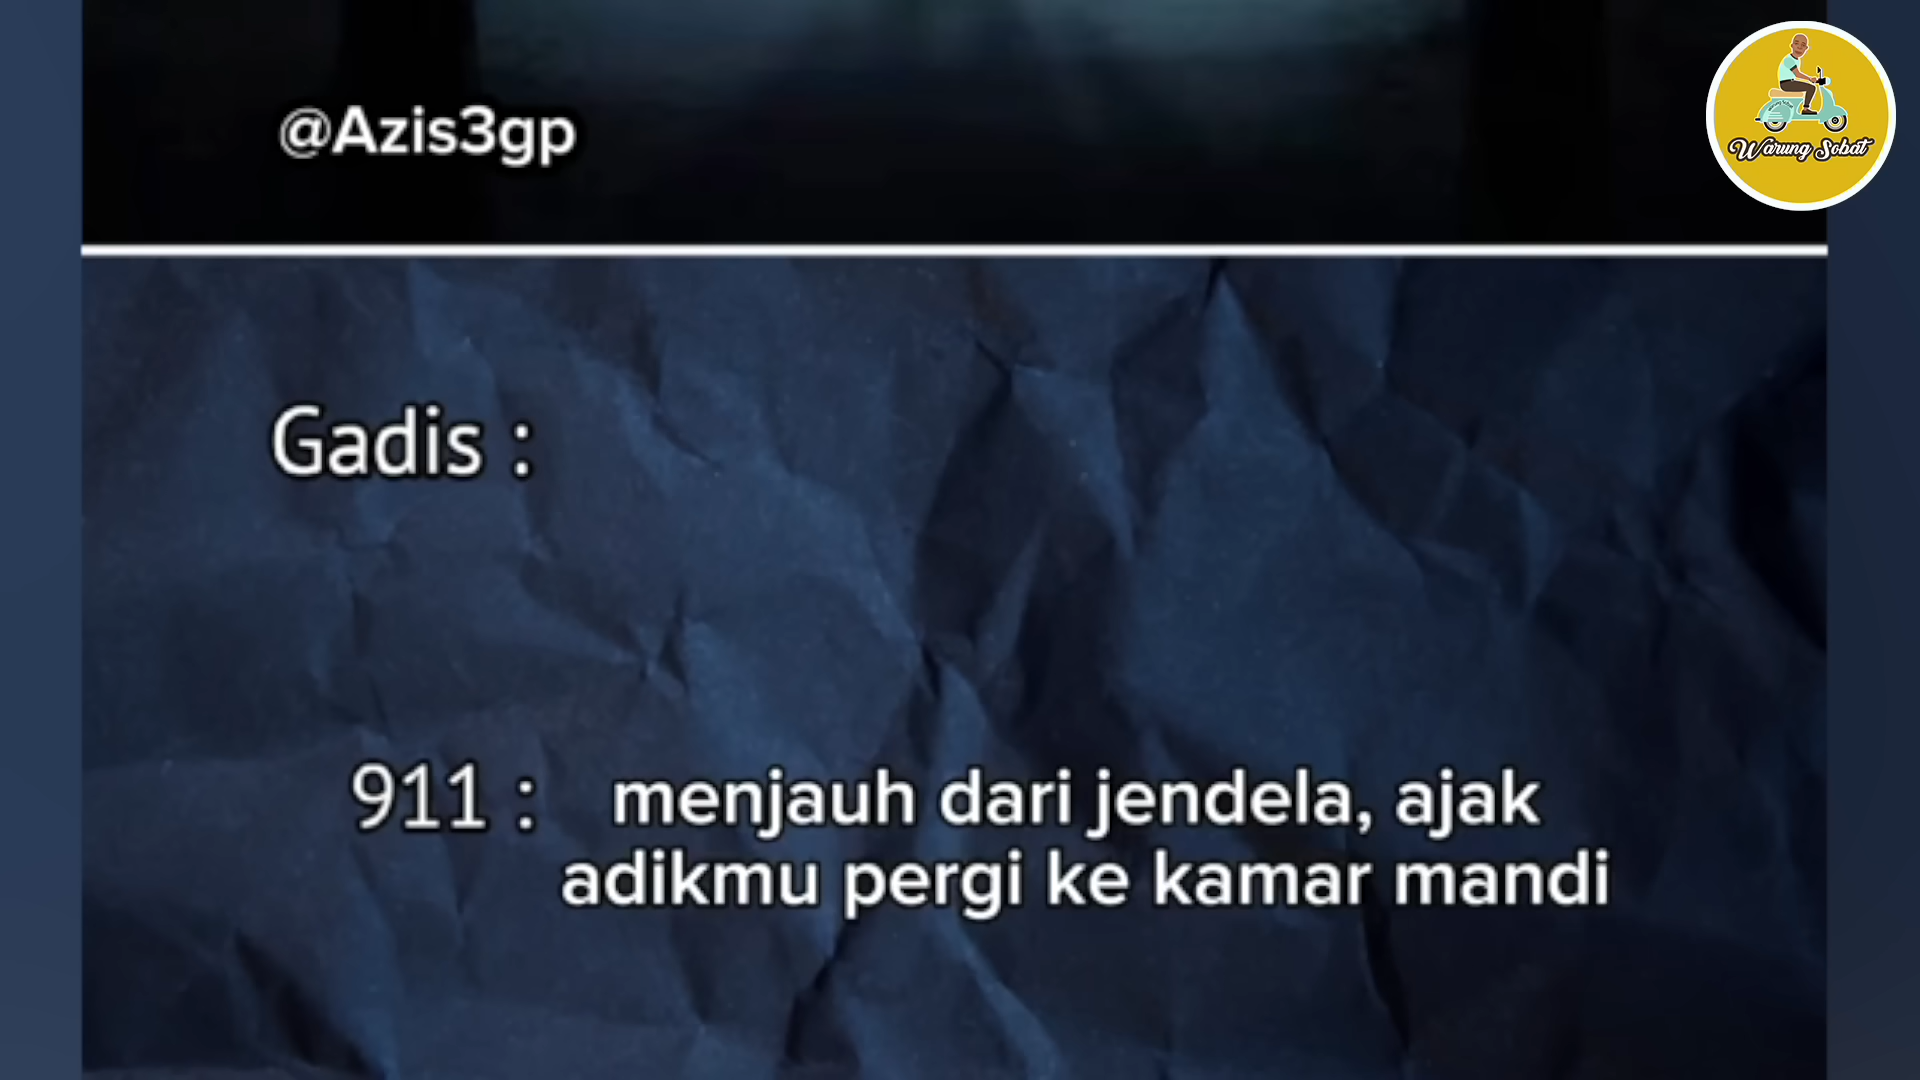 @Azis3gp
Warung Sobat
Gadis :
911 : menjauh dari jendela, ajak
adikmu pergi ke kamar mandi